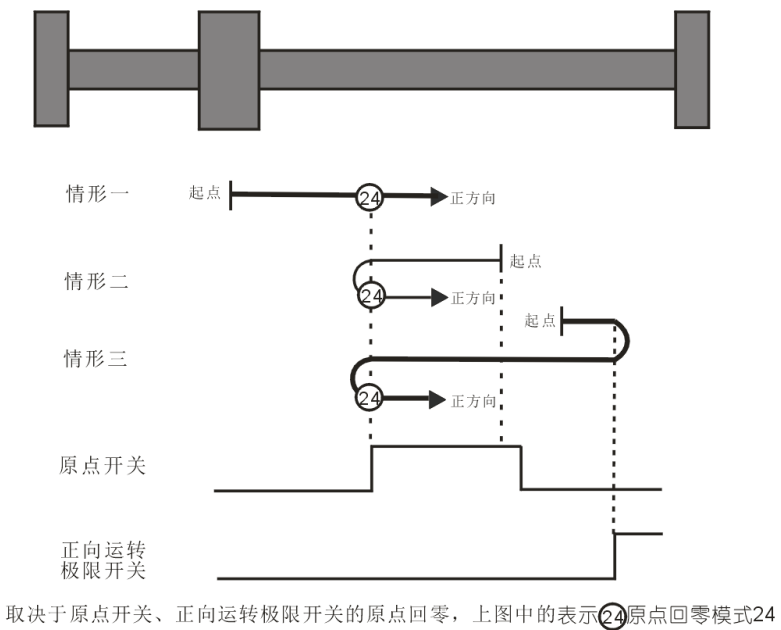 情形一
起点
24
正方向
情形二
起点
24
正方向
起点
情形三
24
正方向
原点开关
正向运转
极限开关
取决于原点开关、正向运转极限开关的原点回零，上图中的表示24原点回零模式24